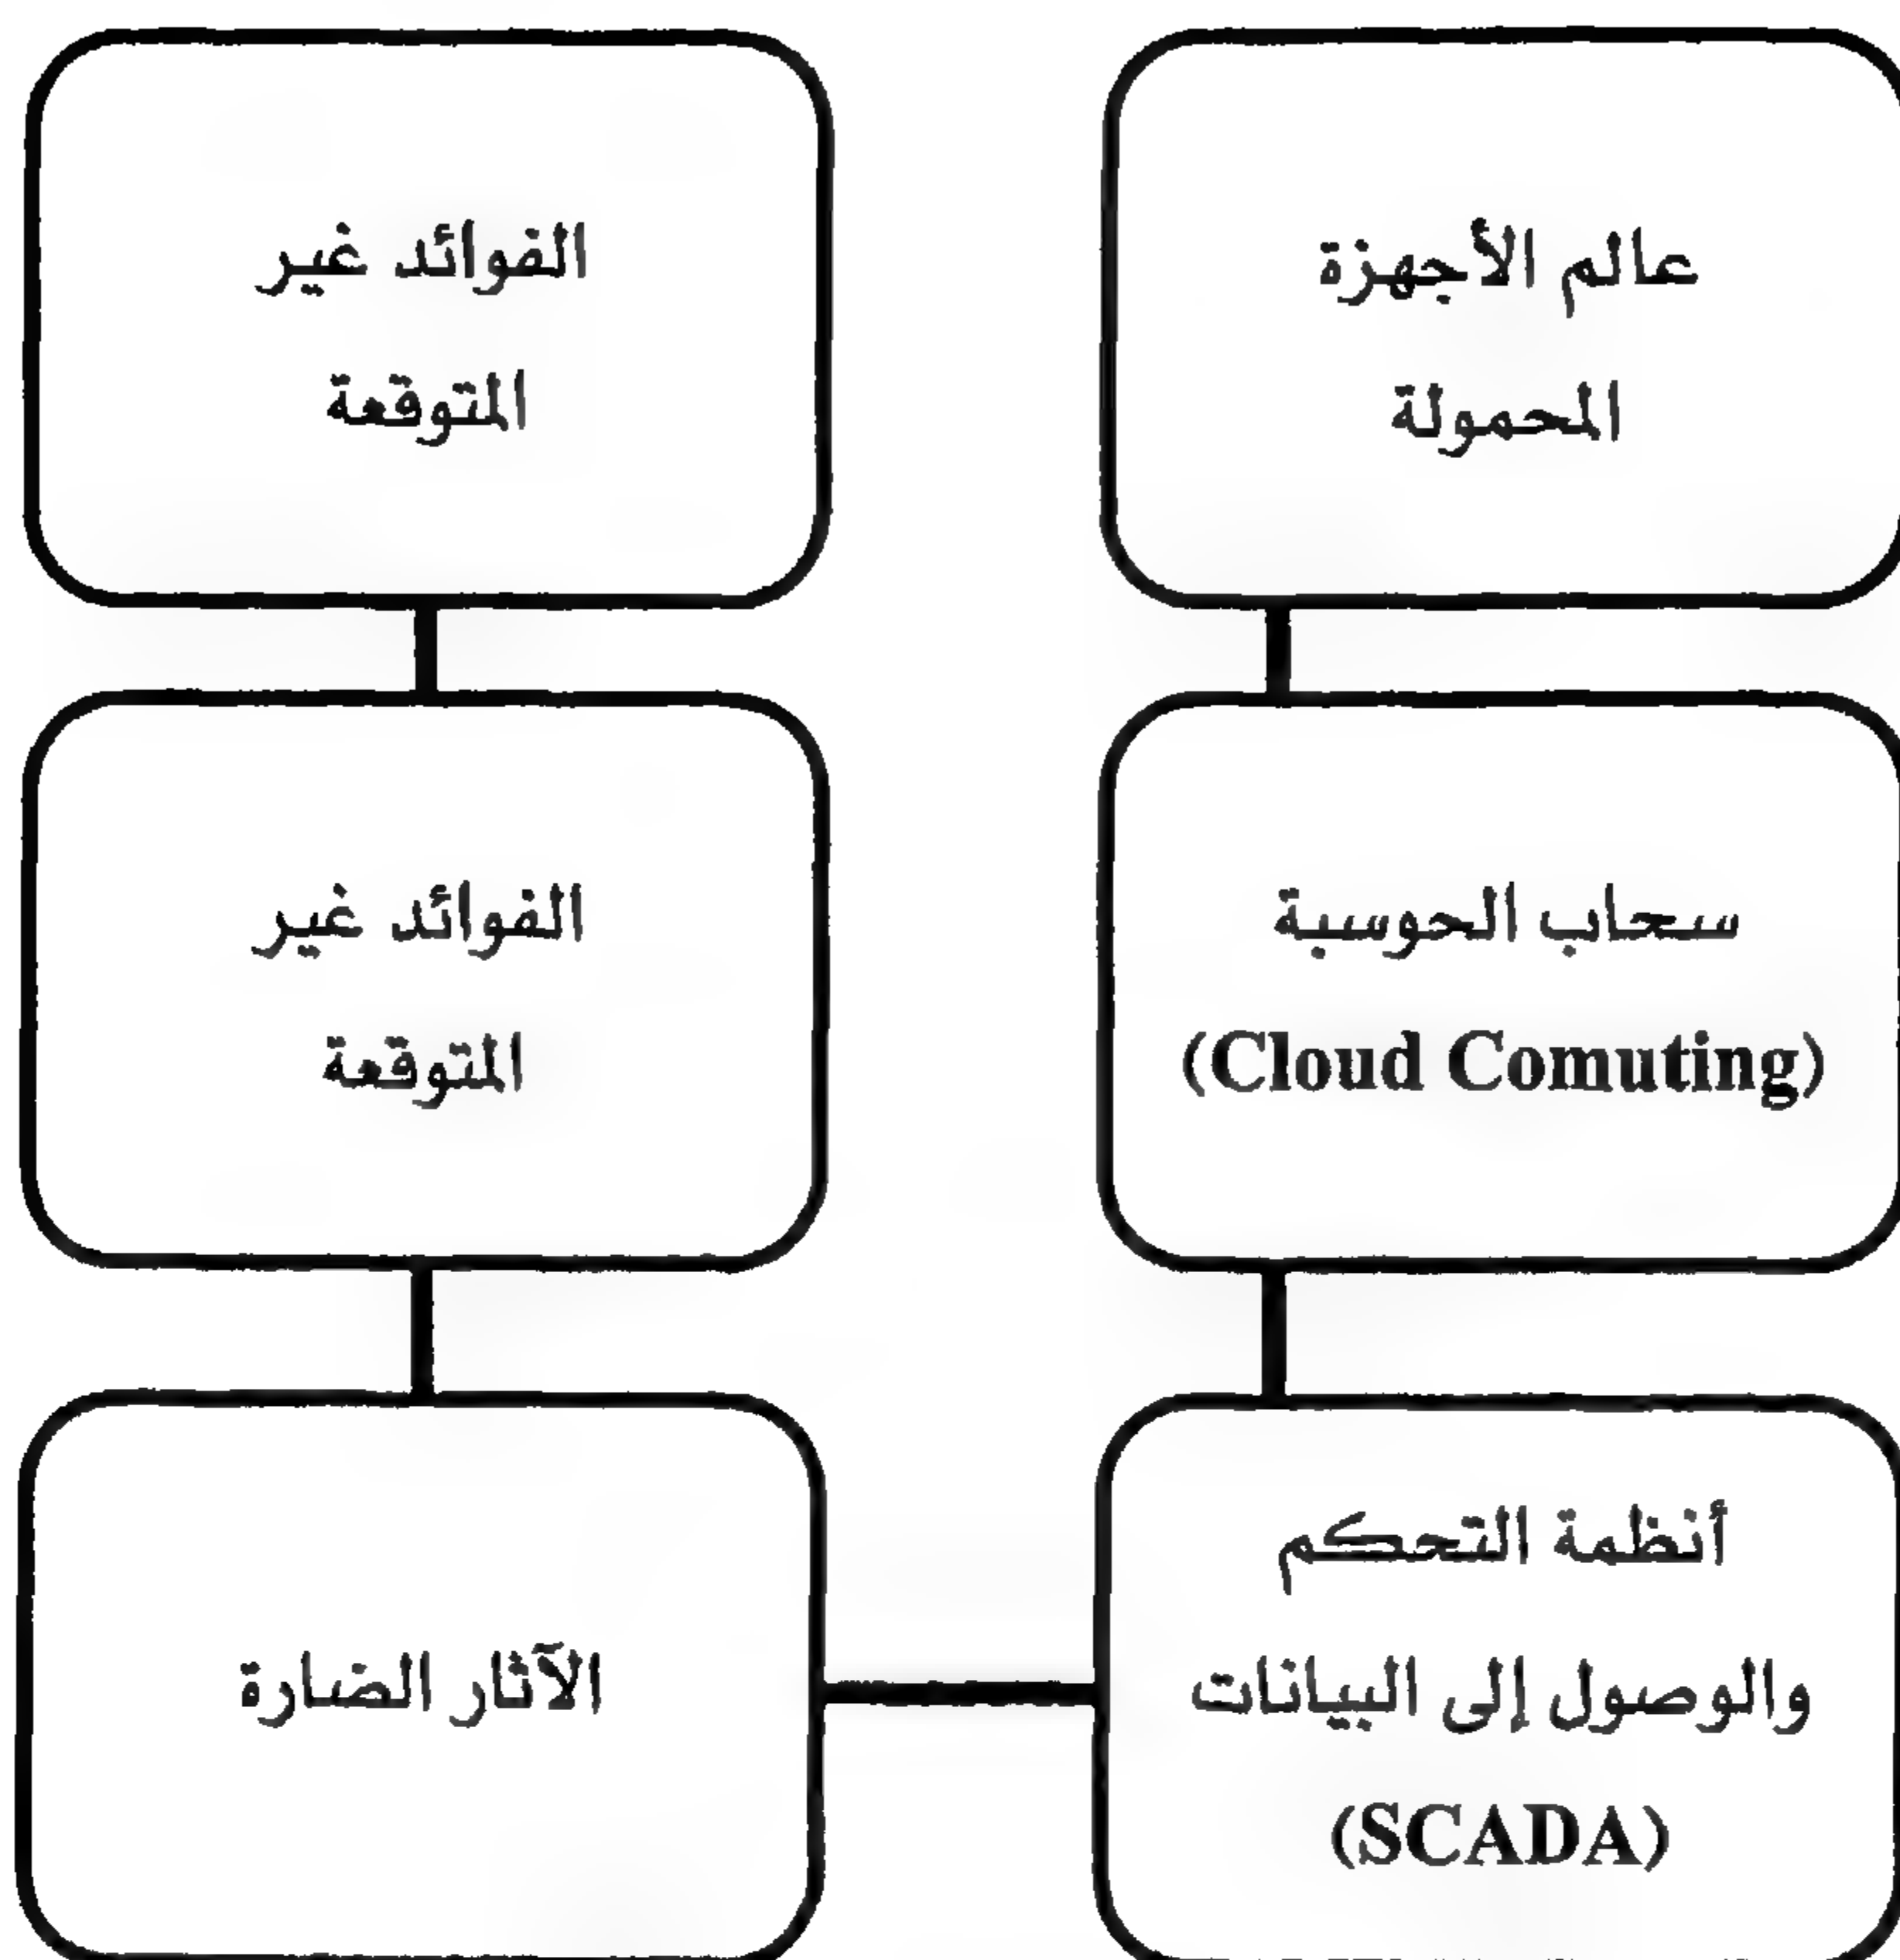 عالم الأجهزة
المحمولة
سحاب الحوسبة
(Cloud Comuting)
أنظمة التحكم
والوصول إلى البيانات
(SCADA)
الفوائد غير
المتوقعة
الفوائد غير
المتوقعة
الآثار الضارة